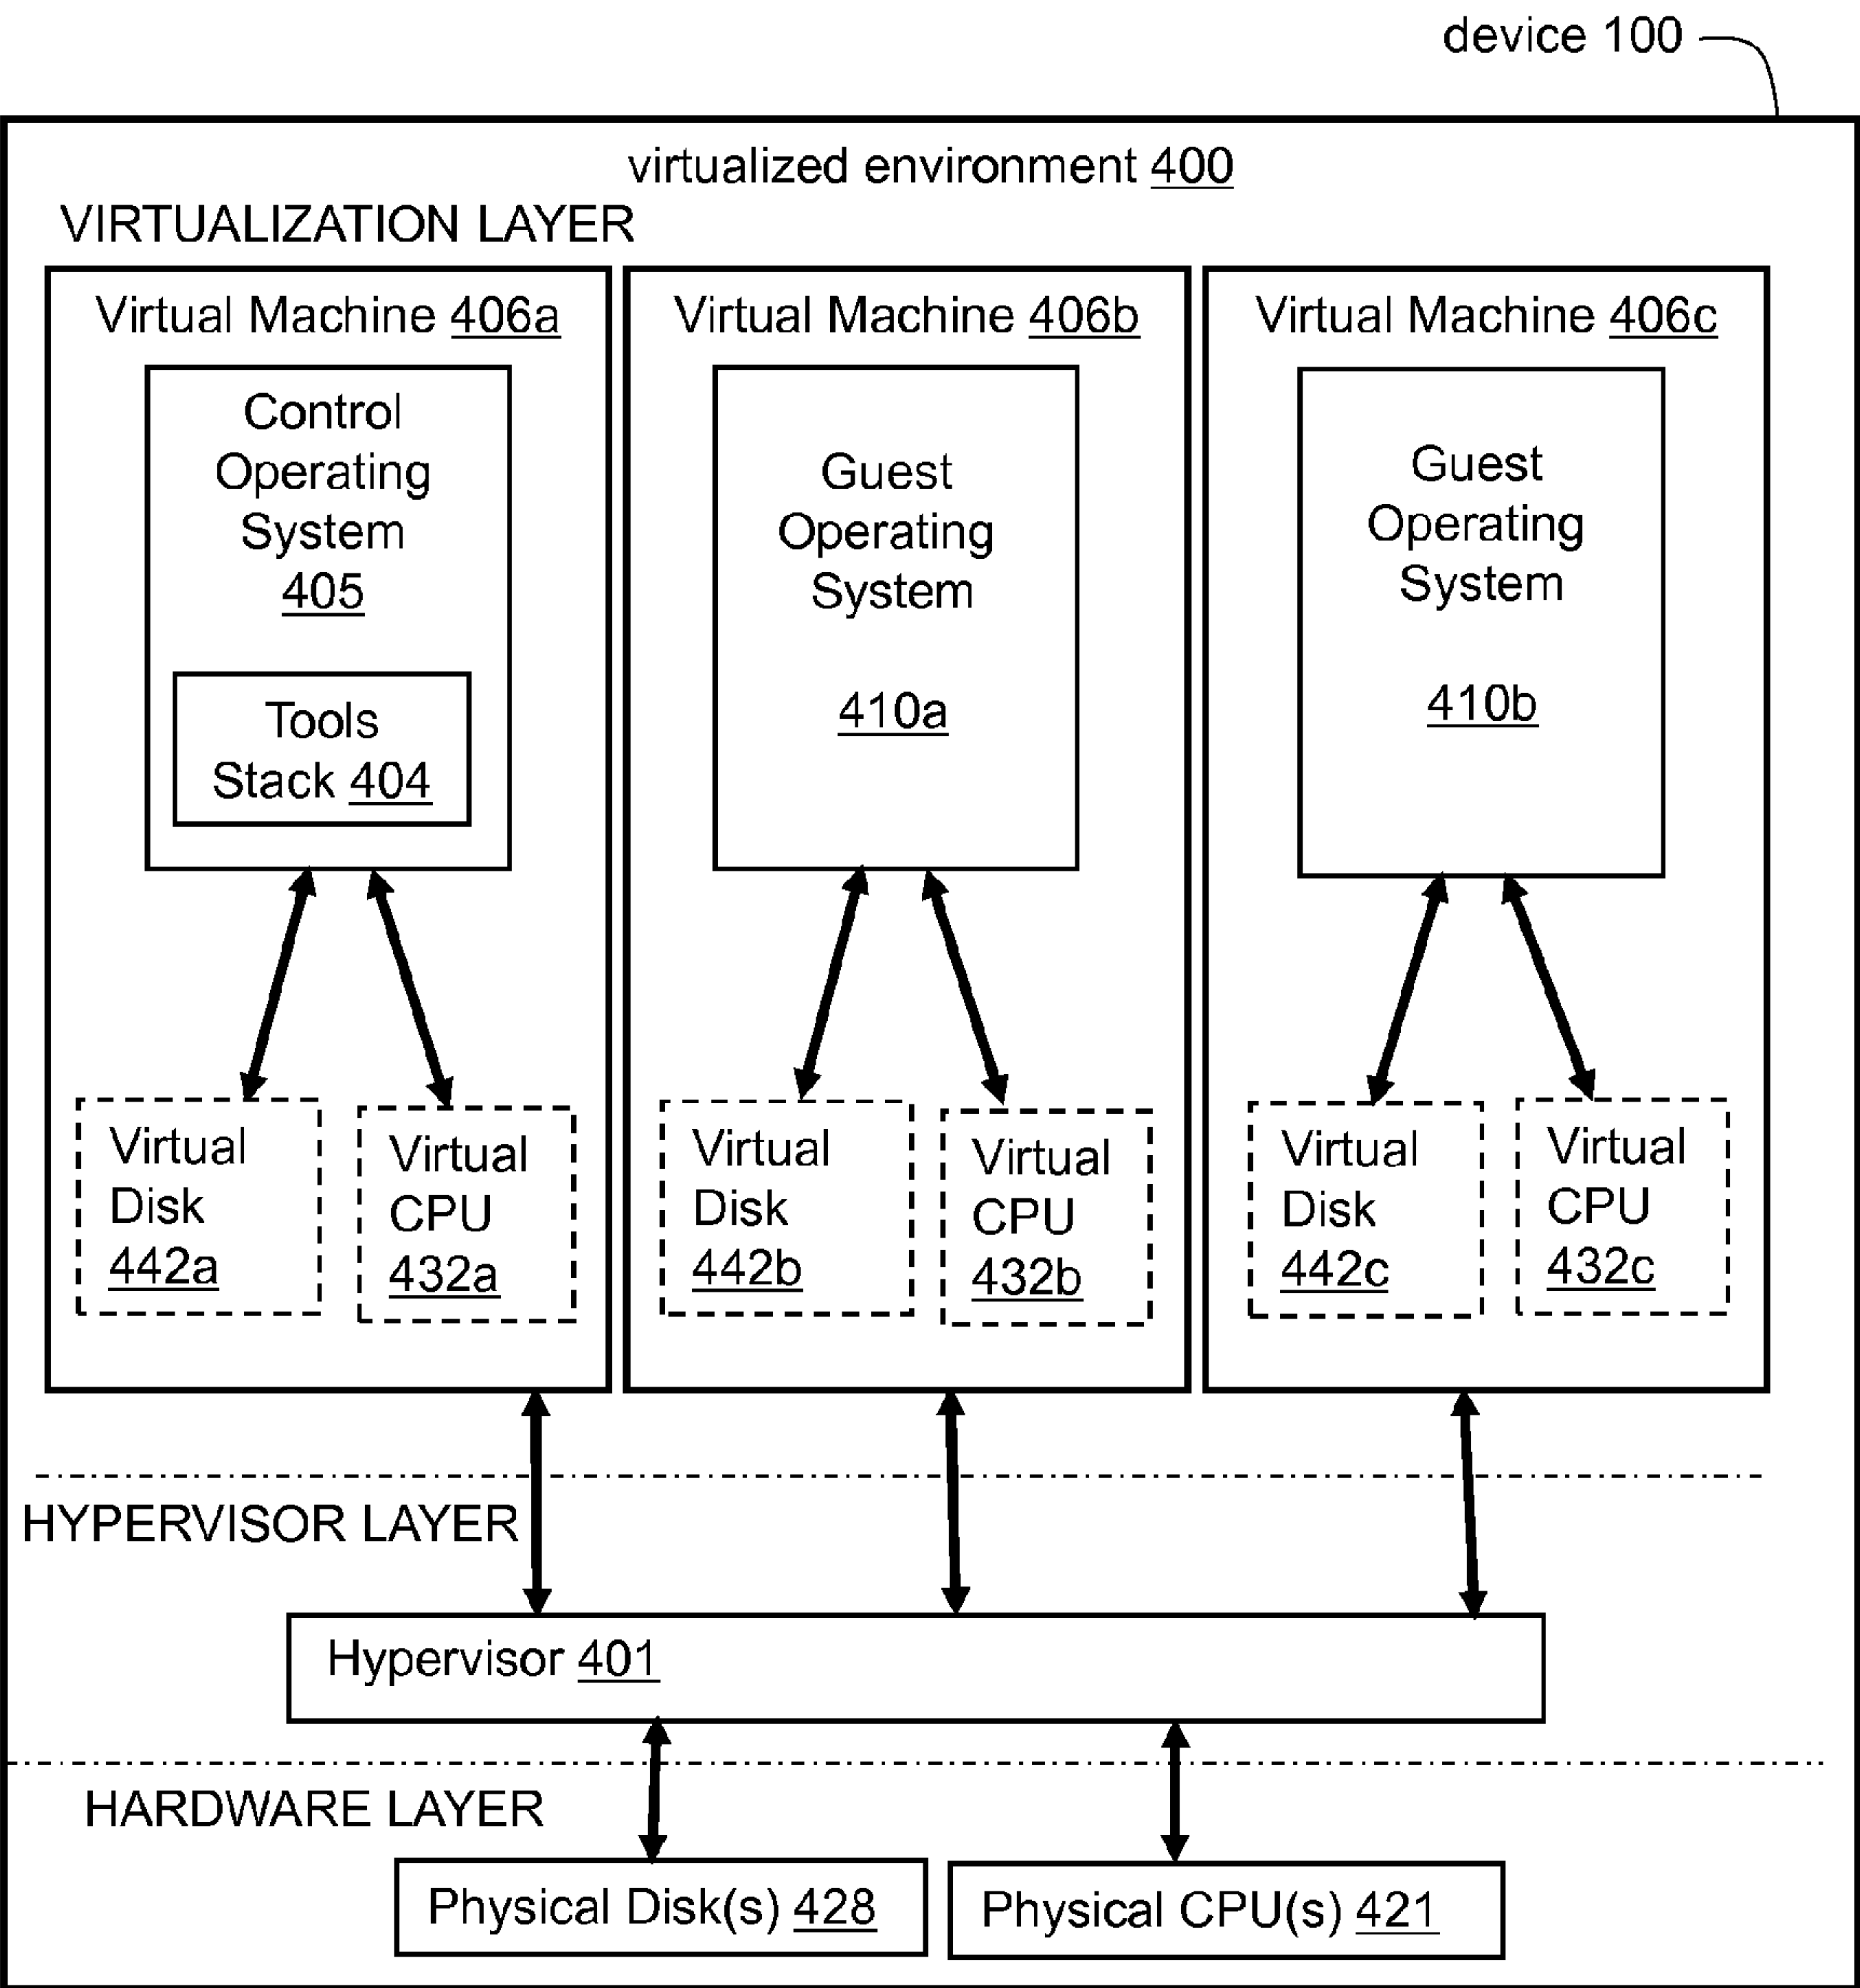 device 100
virtualized environment 400
VIRTUALIZATION LAYER
Virtual Machine 406a
Control
Operating
System
405
Tools
Stack 404
Virtual
Disk
442a
Virtual
CPU
432a
Virtual Machine 406b
Guest
Operating
System
410a
Virtual
Disk
442b
Virtual
CPU
432b
Virtual Machine 406c
Guest
Operating
System
410b
Virtual
Disk
442c
Virtual
CPU
432c
HYPERVISOR LAYER
Hypervisor 401
HARDWARE LAYER
Physical Disk(s) 428
Physical CPU(s) 421